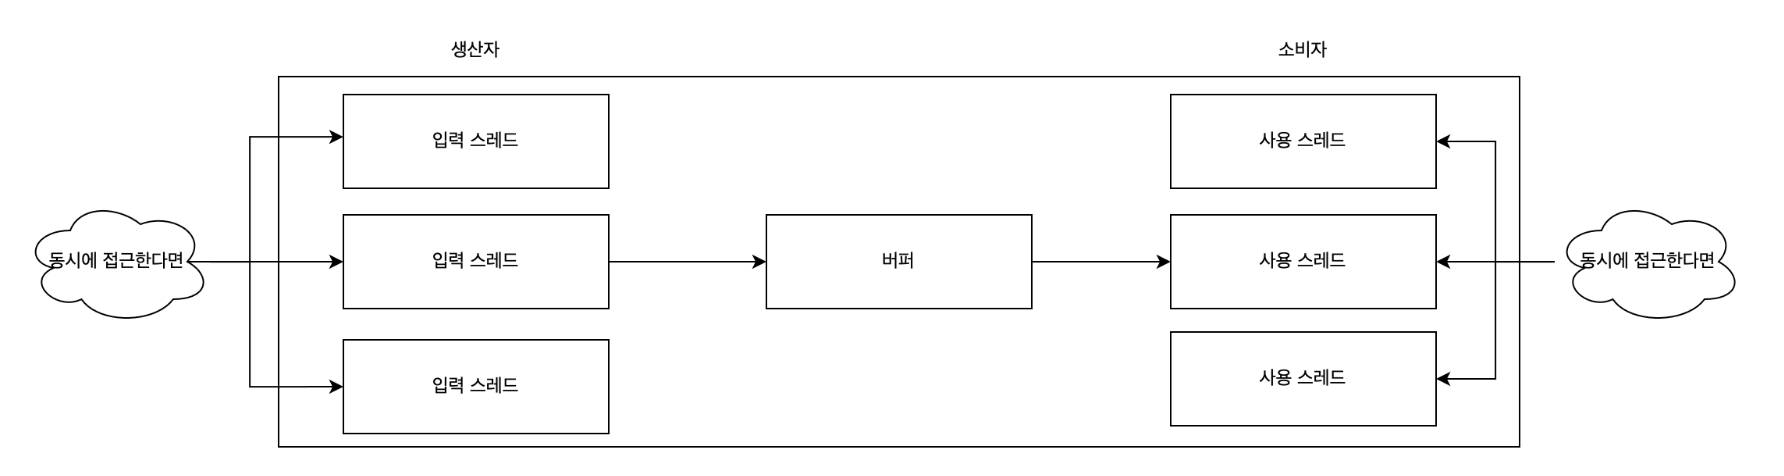 생산자
소비자
입력 스레드
사용 스레드
동시에 접근한다면
입력 스레드
버퍼
사용 스레드
동시에 접근한다면
입력 스레드
사용 스레드